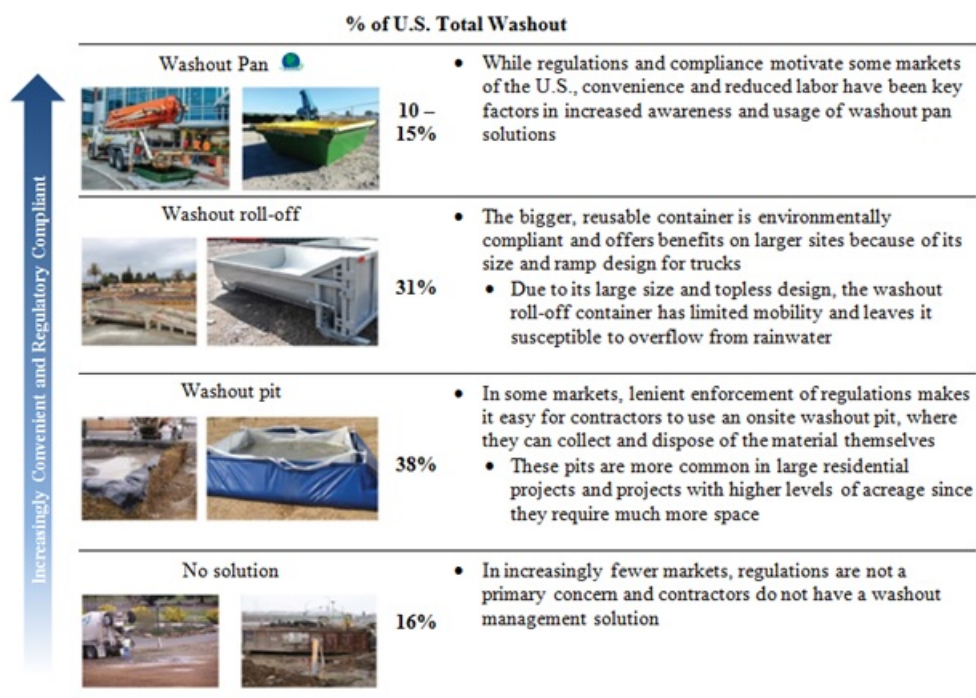 % of U.S. Total Washout
Increasingly Convenient and Regulatory Compliant
Washout Pan
10 –
15%
• While regulations and compliance motivate some markets
of the U.S., convenience and reduced labor have been key
factors in increased awareness and usage of washout pan
solutions
Washout roll-off
31%
• The bigger, reusable container is environmentally
compliant and offers benefits on larger sites because of its
size and ramp design for trucks
• Due to its large size and topless design, the washout
roll-off container has limited mobility and leaves it
susceptible to overflow from rainwater
Washout pit
38%
• In some markets, lenient enforcement of regulations makes
it easy for contractors to use an onsite washout pit, where
they can collect and dispose of the material themselves
• These pits are more common in large residential
projects and projects with higher levels of acreage since
they require much more space
No solution
16%
• In increasingly fewer markets, regulations are not a
primary concern and contractors do not have a washout
management solution